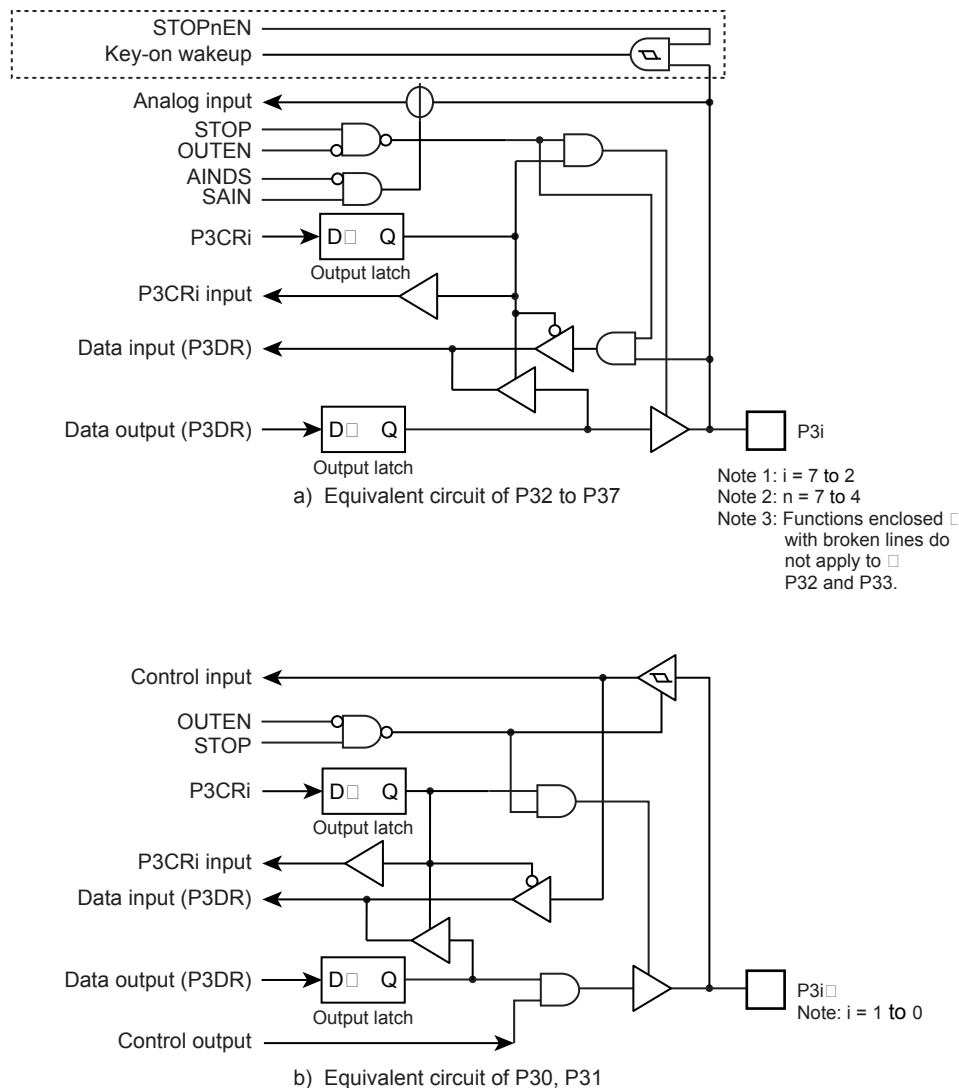 STOPnEN
Key-on wakeup
Analog input
STOP
OUTEN
AINDS
SAIN
P3CRi
D□ Q
Output latch
P3CRi input
Data input (P3DR)
Data output (P3DR)
D□ Q
Output latch
P3i
a) Equivalent circuit of P32 to P37
Note 1: i = 7 to 2
Note 2: n = 7 to 4
Note 3: Functions enclosed □
with broken lines do
not apply to □
P32 and P33.
Control input
OUTEN
STOP
P3CRi
D□ Q
Output latch
P3CRi input
Data input (P3DR)
Data output (P3DR)
D□ Q
Output latch
Control output
P3i□
Note: i = 1 to 0
b) Equivalent circuit of P30, P31